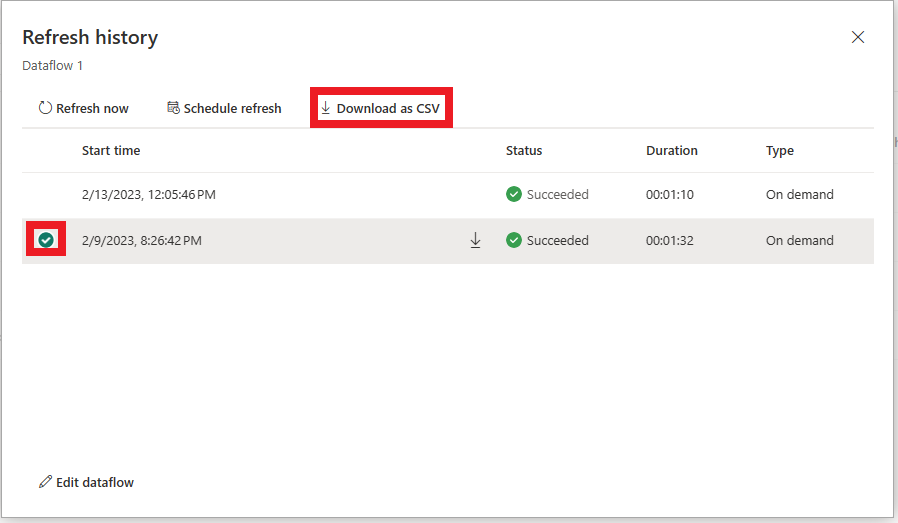 Refresh history
Dataflow 1
Refresh now Schedule refresh Download as CSV
Start time Status Duration Type
2/13/2023, 12:05:46 PM Succeeded 00:01:10 On demand
2/9/2023, 8:26:42 PM Succeeded 00:01:32 On demand
Edit dataflow